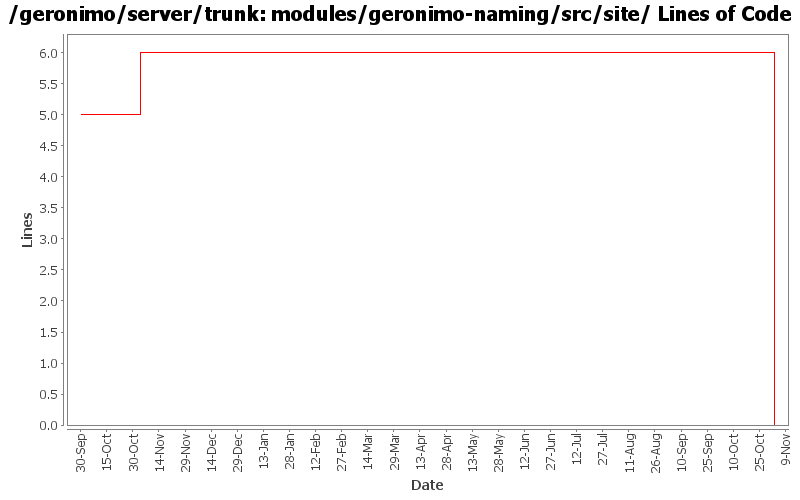 /geronimo/server/trunk: modules/geronimo-naming/src/site/ Lines of Code
6.0
5.5
5.0
4.5
4.0
3.5
3.0
2.5
2.0
1.5
1.0
0.5
0.0
Lines
30-Sep
15-Oct
30-Oct
14-Nov
29-Nov
14-Dec
29-Dec
13-Jan
28-Jan
12-Feb
27-Feb
14-Mar
29-Mar
13-Apr
28-Apr
13-May
28-May
12-Jun
27-Jun
12-Jul
27-Jul
11-Aug
26-Aug
10-Sep
25-Sep
10-Oct
25-Oct
9-Nov
Date